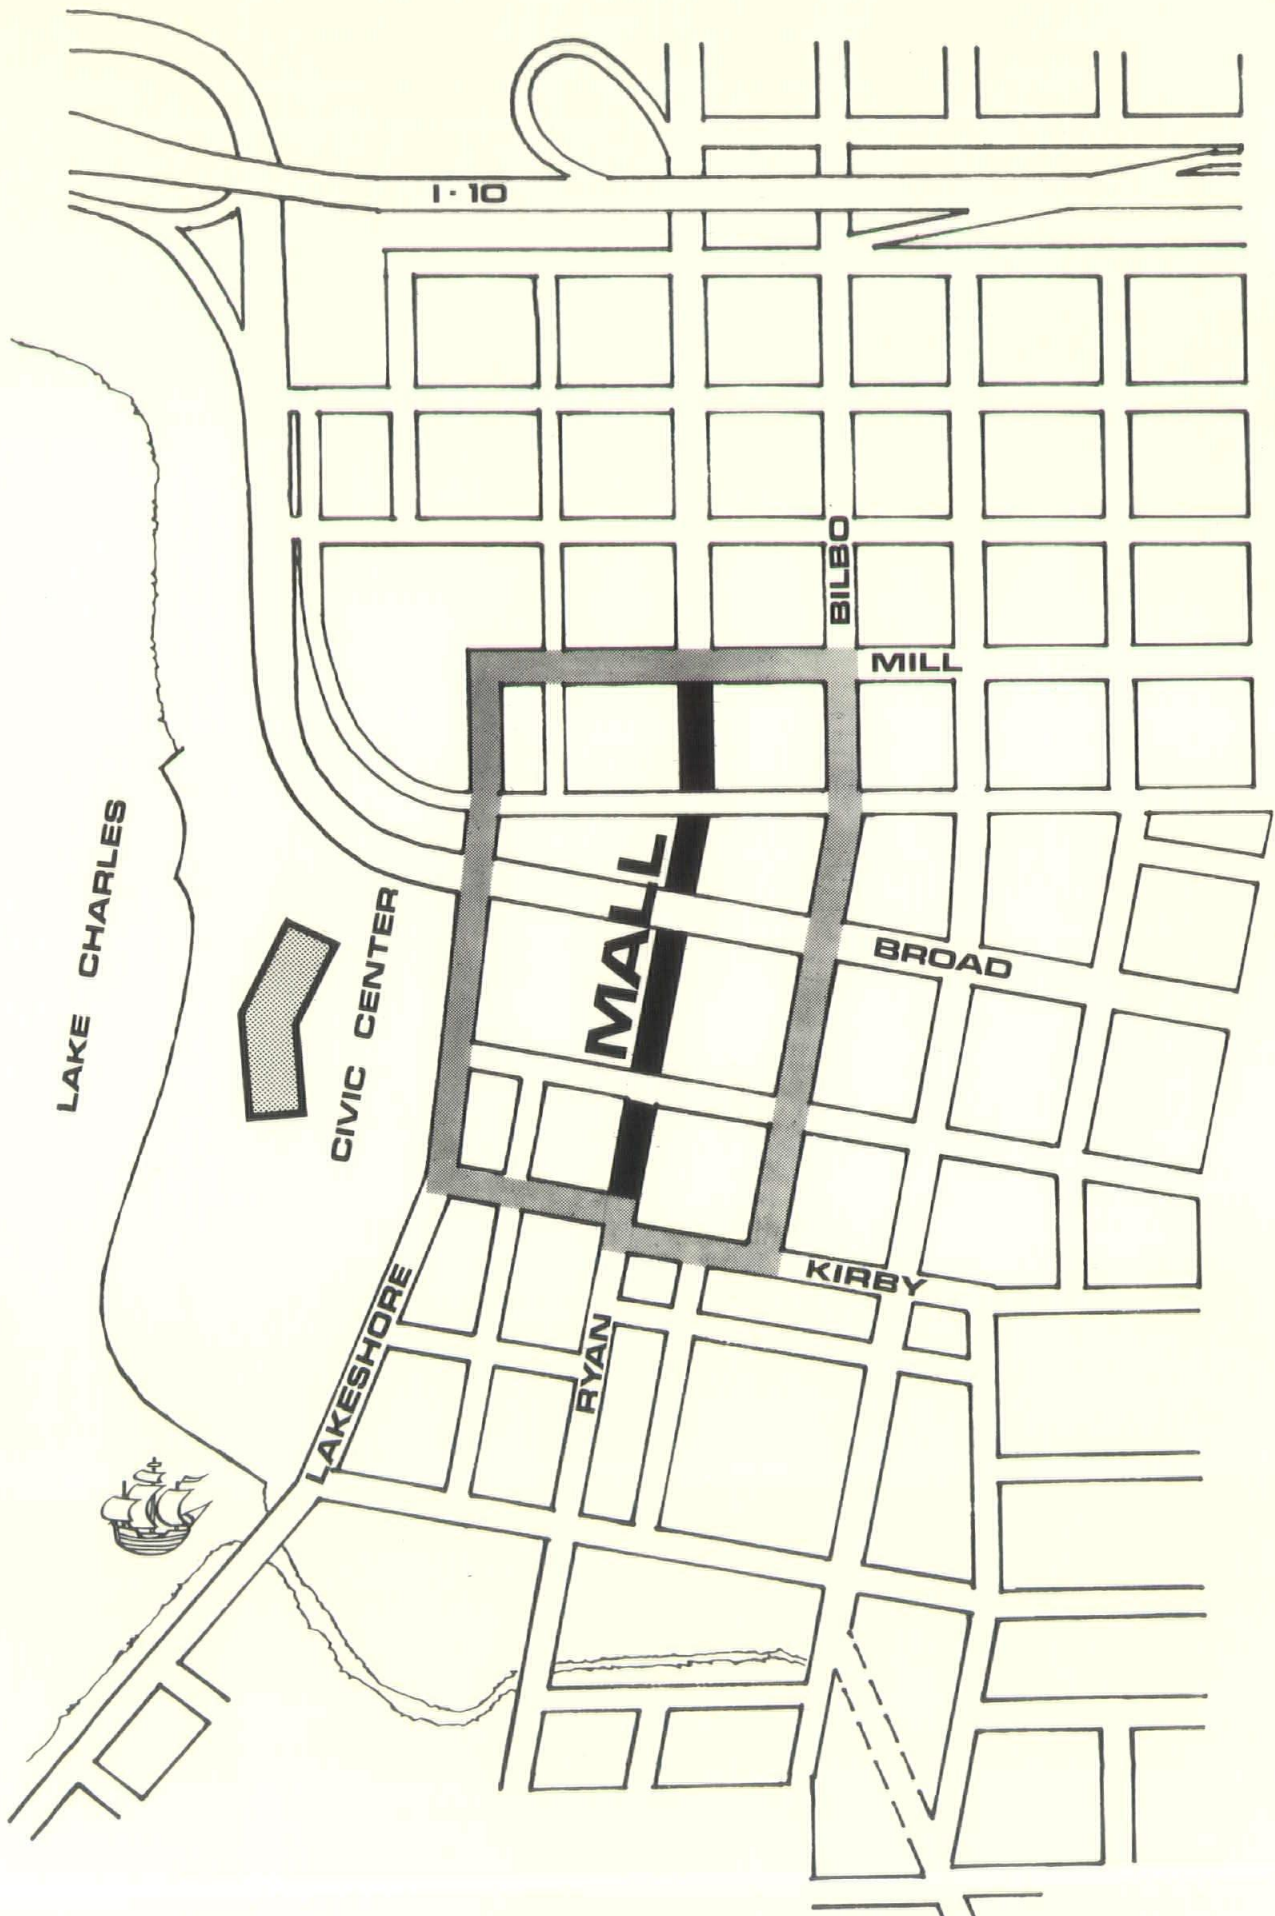 I-10
BILBO
MILL
LAKE CHARLES
CIVIC CENTER
MALL
BROAD
KIRBY
LAKESHORE
RYAN